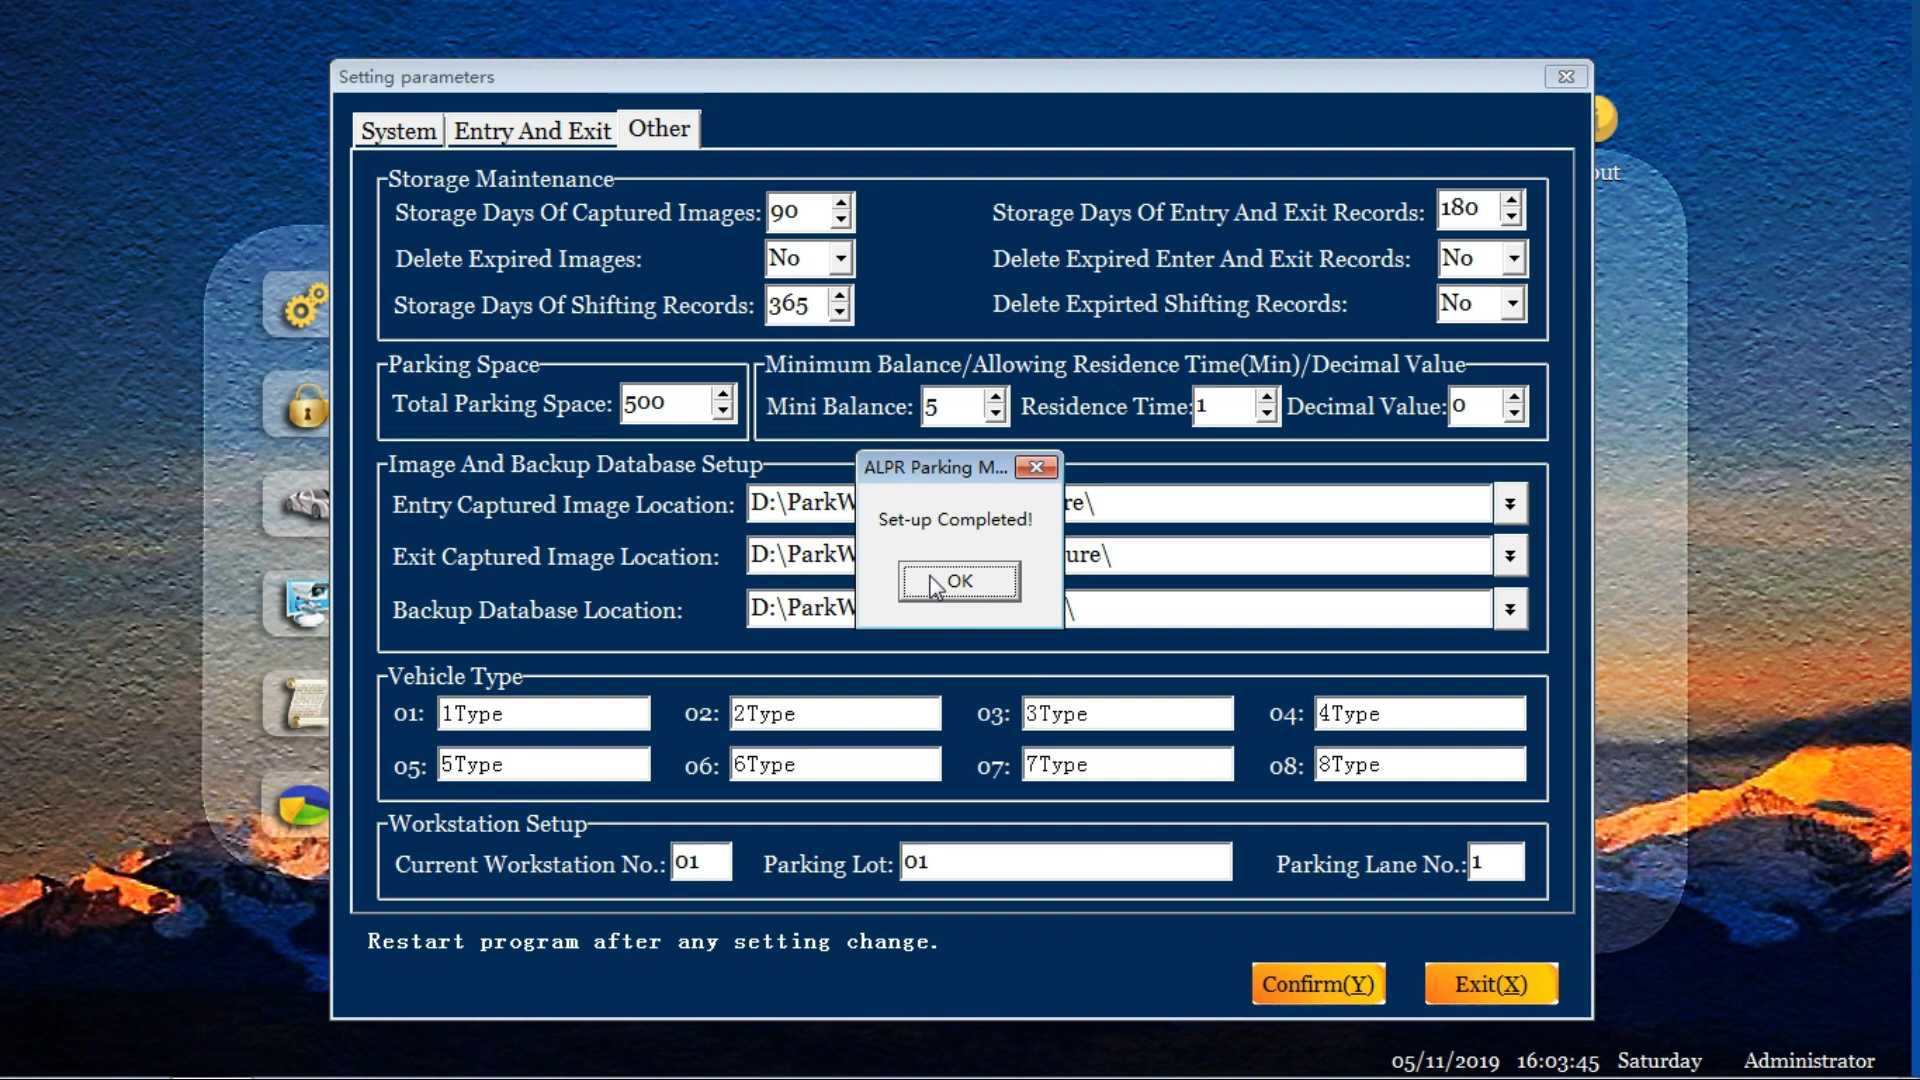 Setting parameters
System Entry And Exit Other
out
Storage Maintenance
Storage Days Of Captured Images: 90 Storage Days Of Entry And Exit Records: 180
Delete Expired Images: No Delete Expired Enter And Exit Records: No
Storage Days Of Shifting Records: 365 Delete Expirted Shifting Records: No
Parking Space
Total Parking Space: 500
Minimum Balance/Allowing Residence Time(Min)/Decimal Value
Mini Balance: 5 Residence Time: 1 Decimal Value: 0
Image And Backup Database Setup
Entry Captured Image Location: D:\ParkW re\
Exit Captured Image Location: D:\ParkW ure\
Backup Database Location: D:\ParkW \
ALPR Parking M...
Set-up Completed!
OK
Vehicle Type
01: 1Type 02: 2Type 03: 3Type 04: 4Type
05: 5Type 06: 6Type 07: 7Type 08: 8Type
Workstation Setup
Current Workstation No.: 01 Parking Lot: 01 Parking Lane No.: 1
Restart program after any setting change.
Confirm(Y) Exit(X)
05/11/2019 16:03:45 Saturday Administrator